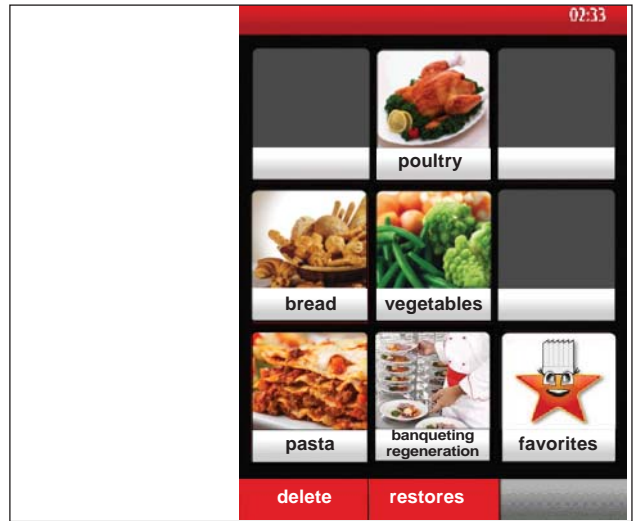 02:33
poultry
bread
vegetables
pasta
banqueting
regeneration
favorites
delete
restores